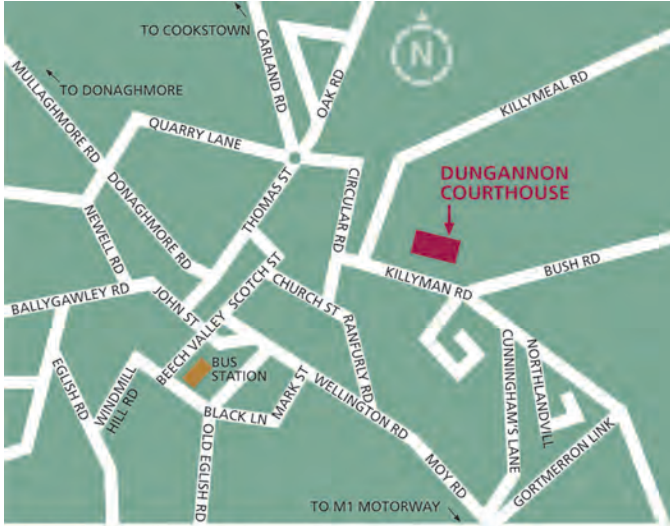 TO COOKSTOWN
CARLAND RD
OAK RD
N
TO DONAGHMORE
MULLAGHMORE RD
KILLYMEAL RD
QUARRY LANE
DUNGANNON
COURTHOUSE
DONAGHMORE RD
THOMAS ST
CIRCULAR RD
NEWELL RD
SCOTCH ST
CHURCH ST
KILLYMAN RD
BUSH RD
BALLYGAWLEY RD
JOHN ST
BEECH VALLEY
RANFURLY RD
BUS
STATION
EGLISH RD
WINDMILL
HILL RD
BLACK LN
MARK ST
WELLINGTON RD
CUNNINGHAM'S LANE
NORTHLANDVILL
OLD EGLISH RD
MOY RD
GORTMERRON LINK
TO M1 MOTORWAY